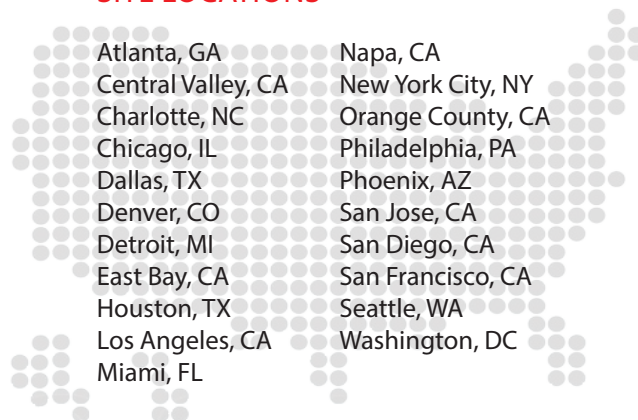 SITE LOCATIONS
Atlanta, GA
Central Valley, CA
Charlotte, NC
Chicago, IL
Dallas, TX
Denver, CO
Detroit, MI
East Bay, CA
Houston, TX
Los Angeles, CA
Miami, FL
Napa, CA
New York City, NY
Orange County, CA
Philadelphia, PA
Phoenix, AZ
San Jose, CA
San Diego, CA
San Francisco, CA
Seattle, WA
Washington, DC